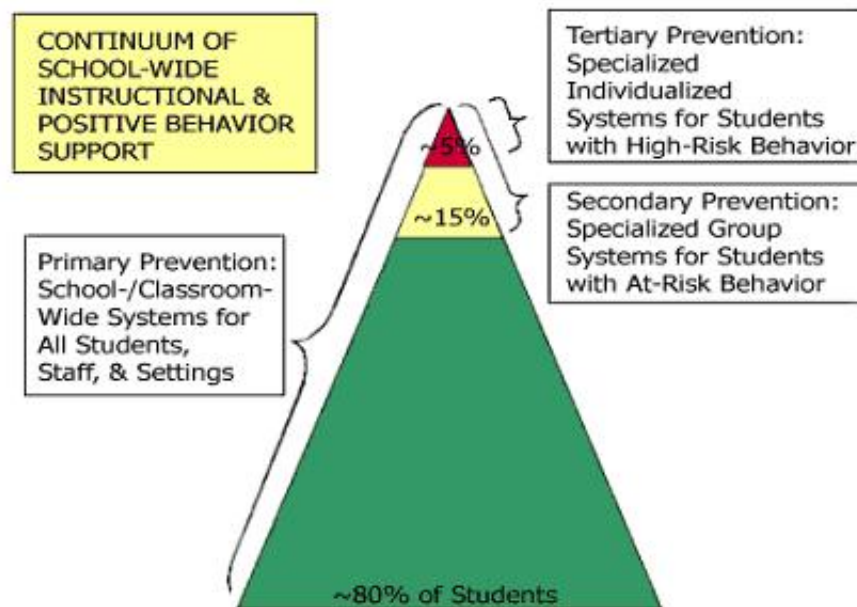 CONTINUUM OF
SCHOOL-WIDE
INSTRUCTIONAL &
POSITIVE BEHAVIOR
SUPPORT
Tertiary Prevention:
Specialized
Individualized
Systems for Students
with High-Risk Behavior
~5%
~15%
Secondary Prevention:
Specialized Group
Systems for Students
with At-Risk Behavior
Primary Prevention:
School-/Classroom-
Wide Systems for
All Students,
Staff, & Settings
~80% of Students